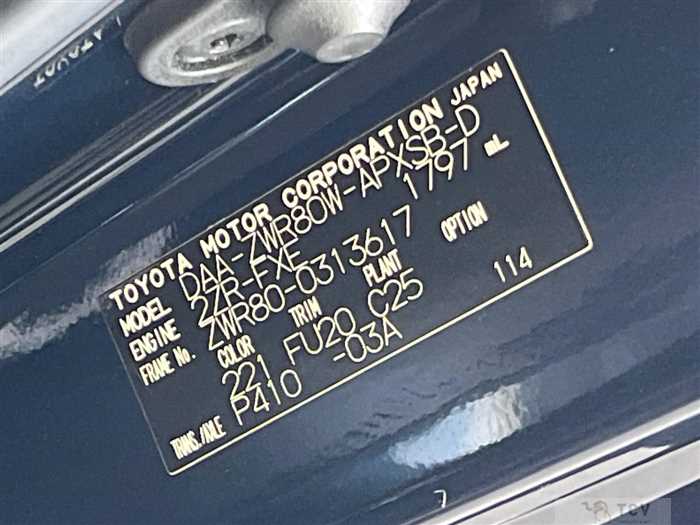 TOYOTA MOTOR CORPORATION JAPAN
MODEL DAA-ZWR80W-APXSB-D
ENGINE 2ZR-FXE 1797 mL
FRAME No. ZWR80-0313617
COLOR TRIM PLANT OPTION
221 FU20 C25 114
TRANS./AXLE P410 -03A
7
TCV